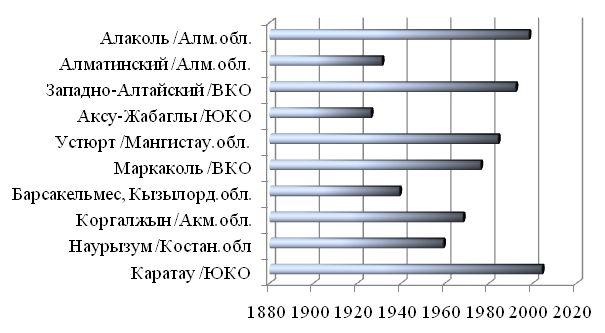 Алаколь /Алм.обл.
Алматинский /Алм.обл.
Западно-Алтайский /ВКО
Аксу-Жабаглы /ЮКО
Устюрт /Мангистау.обл.
Маркаколь /ВКО
Барсакельмес, Кызылорд.обл.
Коргалжын /Акм.обл.
Наурызум /Костан.обл
Каратау /ЮКО
1880 1900 1920 1940 1960 1980 2000 2020